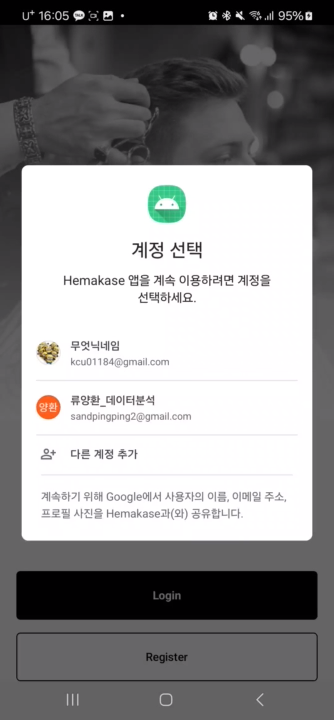 U⁺ 16:05 95%
계정 선택
Hemakase 앱을 계속 이용하려면 계정을
선택하세요.
무엇닉네임
kcu01184@gmail.com
양환
류양환_데이터분석
sandpingping2@gmail.com
다른 계정 추가
계속하기 위해 Google에서 사용자의 이름, 이메일 주소,
프로필 사진을 Hemakase과(와) 공유합니다.
Login
Register